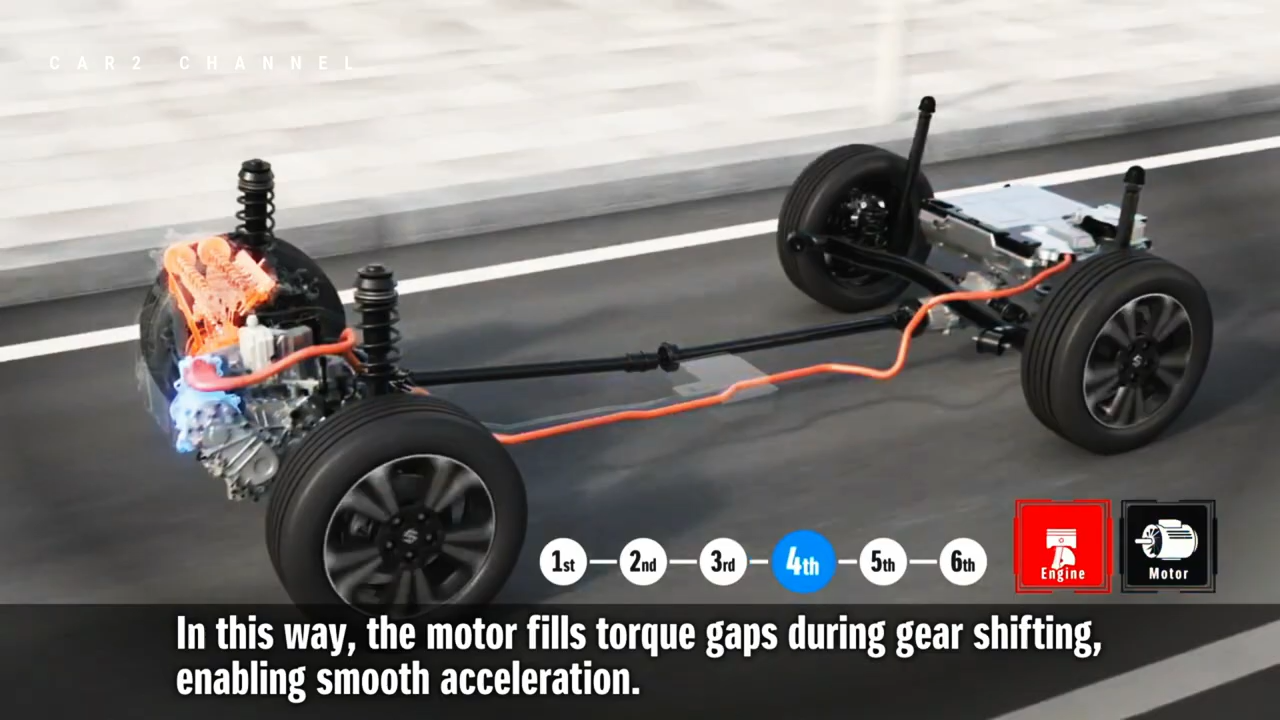 CAR2 CHANNEL
1st 2nd 3rd 4th 5th 6th
Engine
Motor
In this way, the motor fills torque gaps during gear shifting,
enabling smooth acceleration.